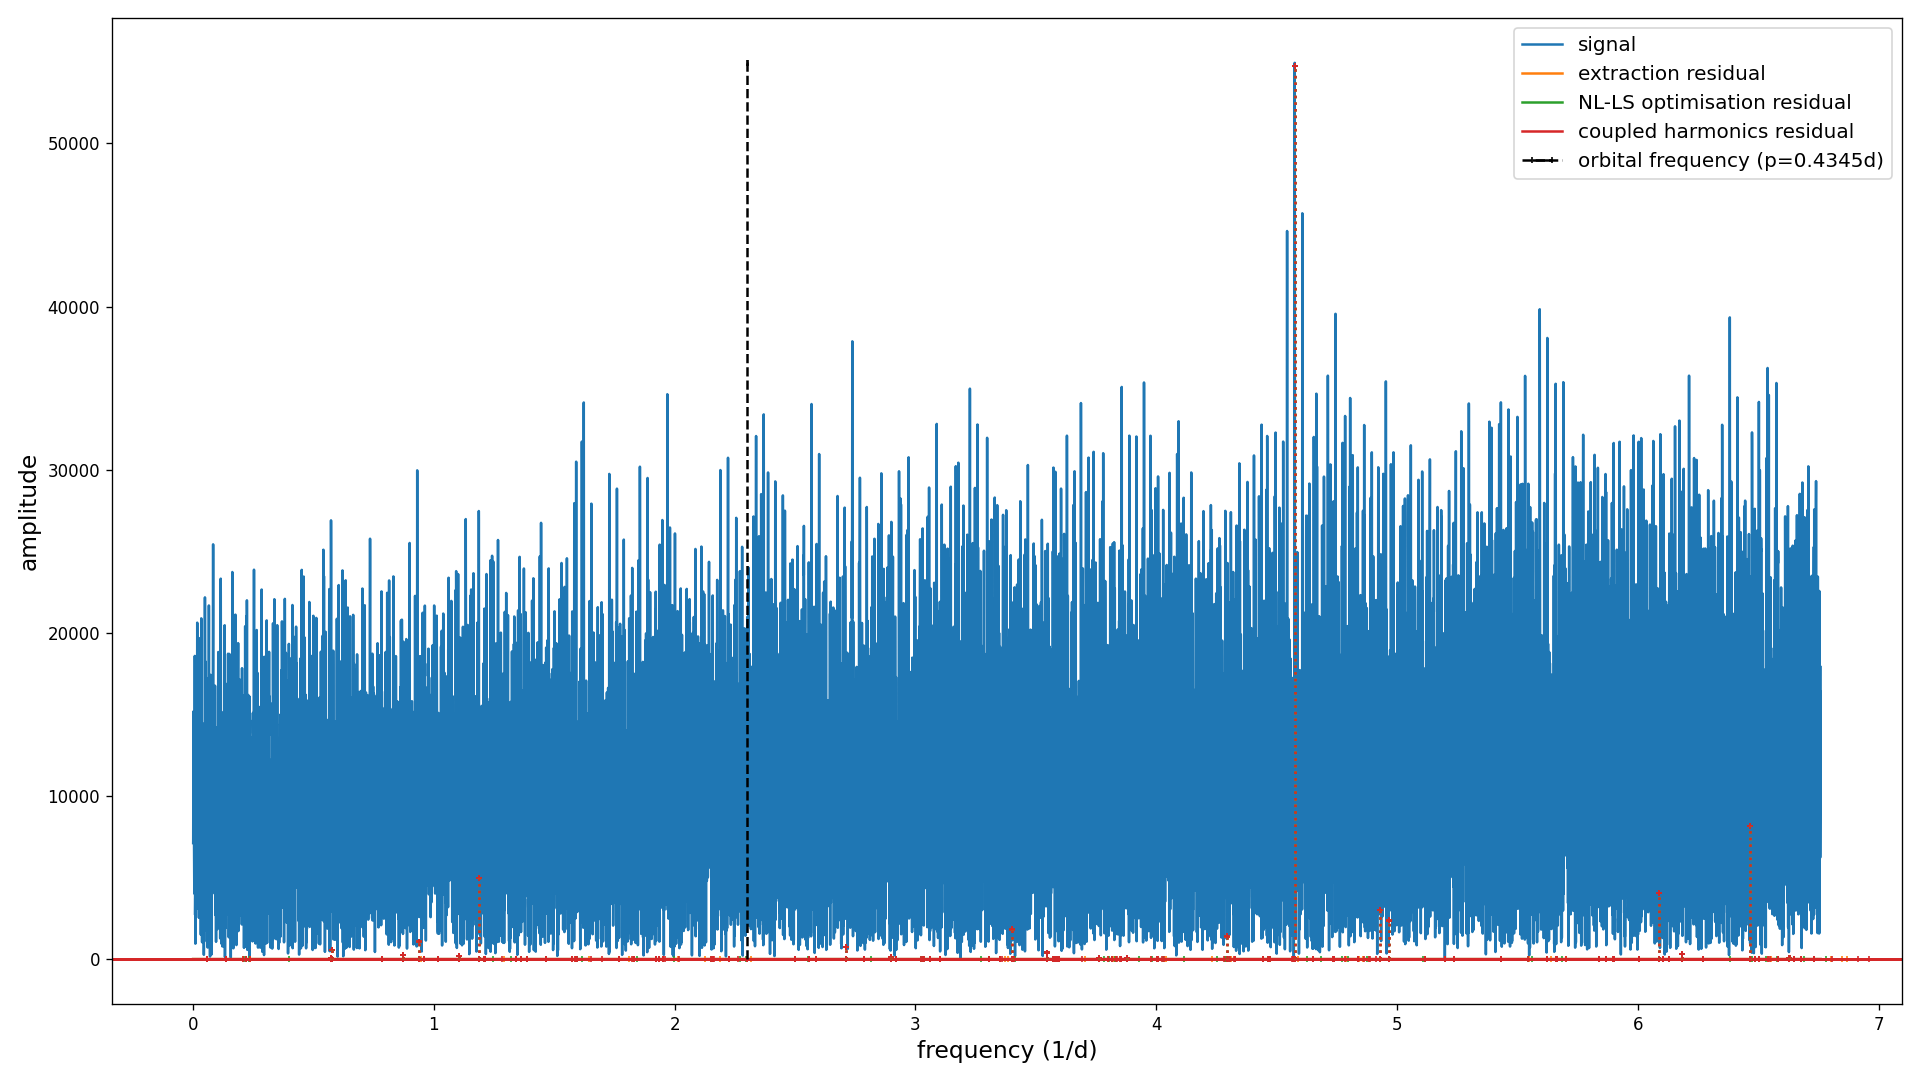 signal
extraction residual
NL-LS optimisation residual
coupled harmonics residual
orbital frequency (p=0.4345d)
50000
40000
30000
20000
10000
0
amplitude
0 1 2 3 4 5 6 7
frequency (1/d)